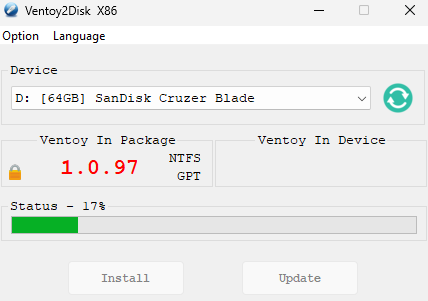 Ventoy2Disk X86
Option Language
Device
D: [64GB] SanDisk Cruzer Blade
Ventoy In Package
Ventoy In Device
1.0.97
NTFS
GPT
Status - 17%
Install
Update